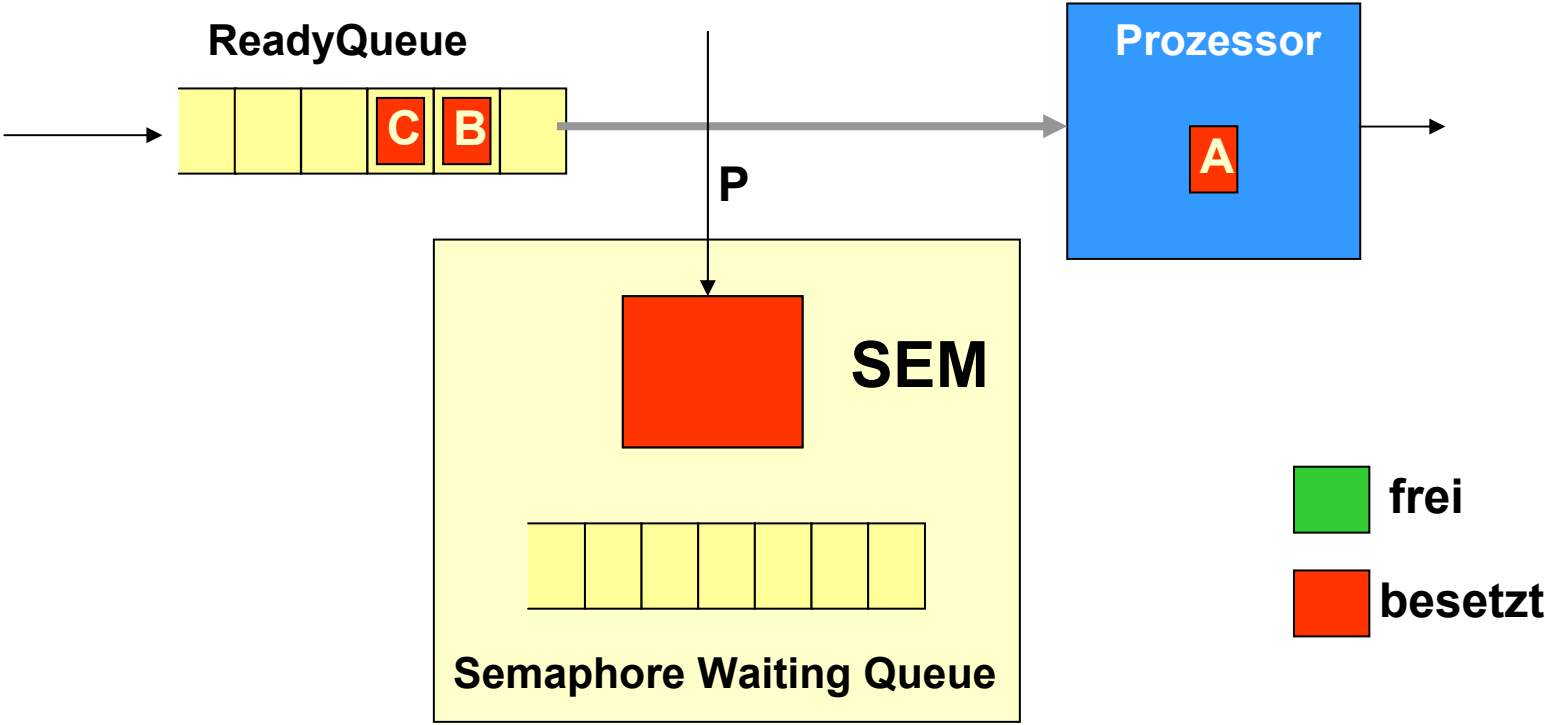 ReadyQueue
Prozessor
C B
A
P
SEM
frei
besetzt
Semaphore Waiting Queue